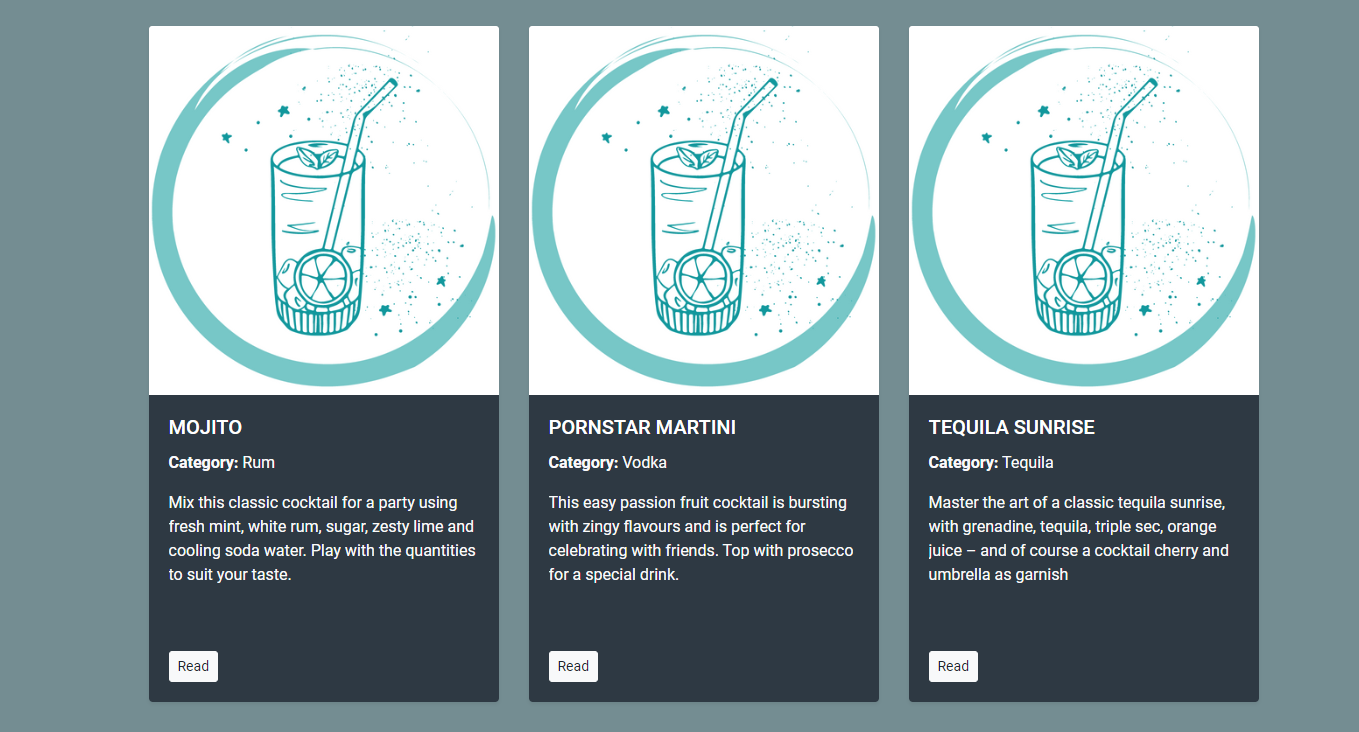 MOJITO
Category: Rum
Mix this classic cocktail for a party using
fresh mint, white rum, sugar, zesty lime and
cooling soda water. Play with the quantities
to suit your taste.
Read
PORNSTAR MARTINI
Category: Vodka
This easy passion fruit cocktail is bursting
with zingy flavours and is perfect for
celebrating with friends. Top with prosecco
for a special drink.
Read
TEQUILA SUNRISE
Category: Tequila
Master the art of a classic tequila sunrise,
with grenadine, tequila, triple sec, orange
juice – and of course a cocktail cherry and
umbrella as garnish
Read